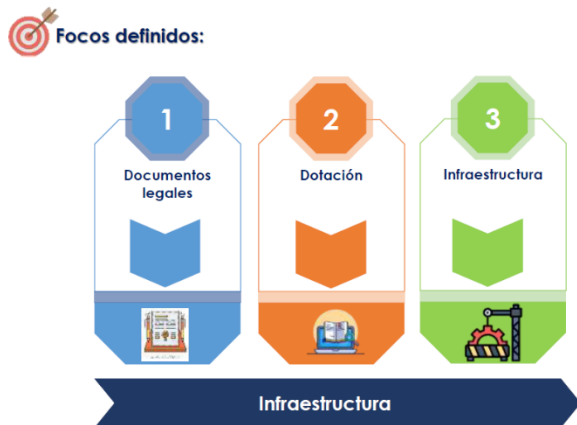 Focos definidos:
1
2
3
Documentos
legales
Dotación
Infraestructura
Infraestructura